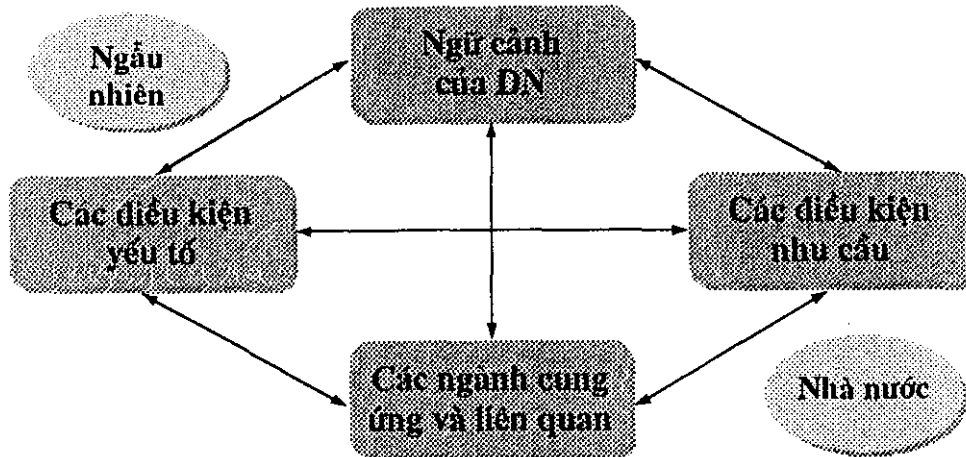 Ngẫu
nhiên
Ngữ cảnh
của DN
Các điều kiện
yếu tố
Các điều kiện
nhu cầu
Các ngành cung
ứng và liên quan
Nhà nước